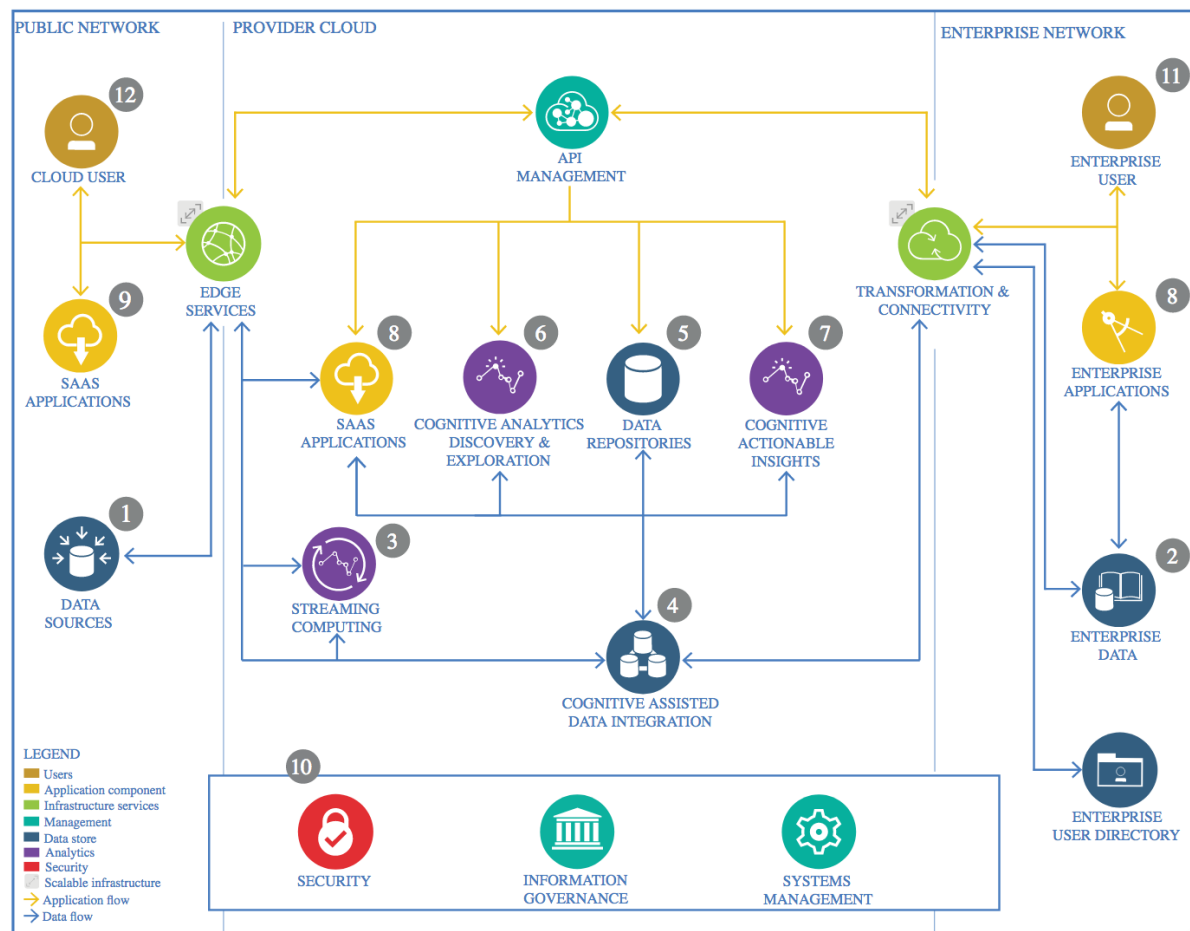 PUBLIC NETWORK
PROVIDER CLOUD
ENTERPRISE NETWORK
12
CLOUD USER
API
MANAGEMENT
11
ENTERPRISE
USER
EDGE
SERVICES
TRANSFORMATION &
CONNECTIVITY
9
SAAS
APPLICATIONS
8
SAAS
APPLICATIONS
6
COGNITIVE ANALYTICS
DISCOVERY &
EXPLORATION
5
DATA
REPOSITORIES
7
COGNITIVE
ACTIONABLE
INSIGHTS
8
ENTERPRISE
APPLICATIONS
1
DATA
SOURCES
3
STREAMING
COMPUTING
4
COGNITIVE ASSISTED
DATA INTEGRATION
2
ENTERPRISE
DATA
ENTERPRISE
USER DIRECTORY
LEGEND
Users
Application component
Infrastructure services
Management
Data store
Analytics
Security
Scalable infrastructure
Application flow
Data flow
10
SECURITY
INFORMATION
GOVERNANCE
SYSTEMS
MANAGEMENT